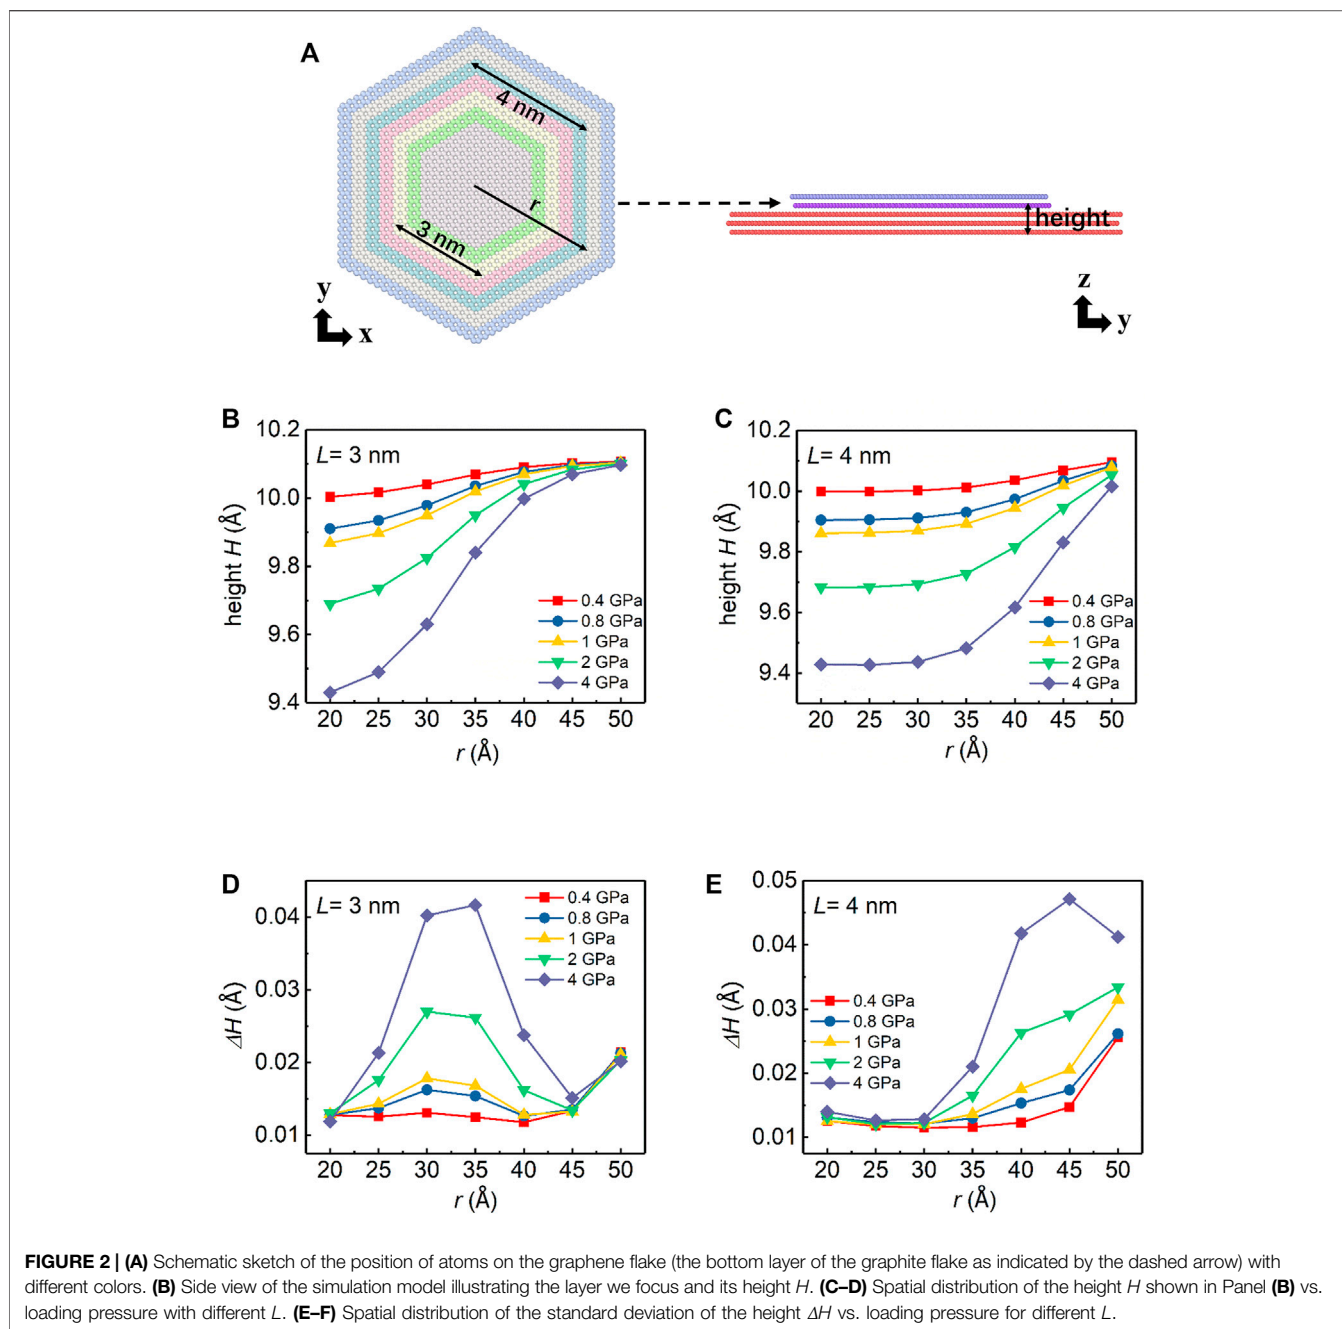 A
4 nm
r
3 nm
y
x
height
z
y
B
L= 3 nm
height H (Å)
10.2
10.0
9.8
9.6
9.4
0.4 GPa
0.8 GPa
1 GPa
2 GPa
4 GPa
20 25 30 35 40 45 50
r (Å)
C
L= 4 nm
height H (Å)
10.2
10.0
9.8
9.6
9.4
0.4 GPa
0.8 GPa
1 GPa
2 GPa
4 GPa
20 25 30 35 40 45 50
r (Å)
D
L= 3 nm
ΔH (Å)
0.04
0.03
0.02
0.01
0.4 GPa
0.8 GPa
1 GPa
2 GPa
4 GPa
20 25 30 35 40 45 50
r (Å)
E
L= 4 nm
ΔH (Å)
0.05
0.04
0.03
0.02
0.01
0.4 GPa
0.8 GPa
1 GPa
2 GPa
4 GPa
20 25 30 35 40 45 50
r (Å)
FIGURE 2 | (A) Schematic sketch of the position of atoms on the graphene flake (the bottom layer of the graphite flake as indicated by the dashed arrow) with
different colors. (B) Side view of the simulation model illustrating the layer we focus and its height H. (C–D) Spatial distribution of the height H shown in Panel (B) vs.
loading pressure with different L. (E–F) Spatial distribution of the standard deviation of the height ΔH vs. loading pressure for different L.